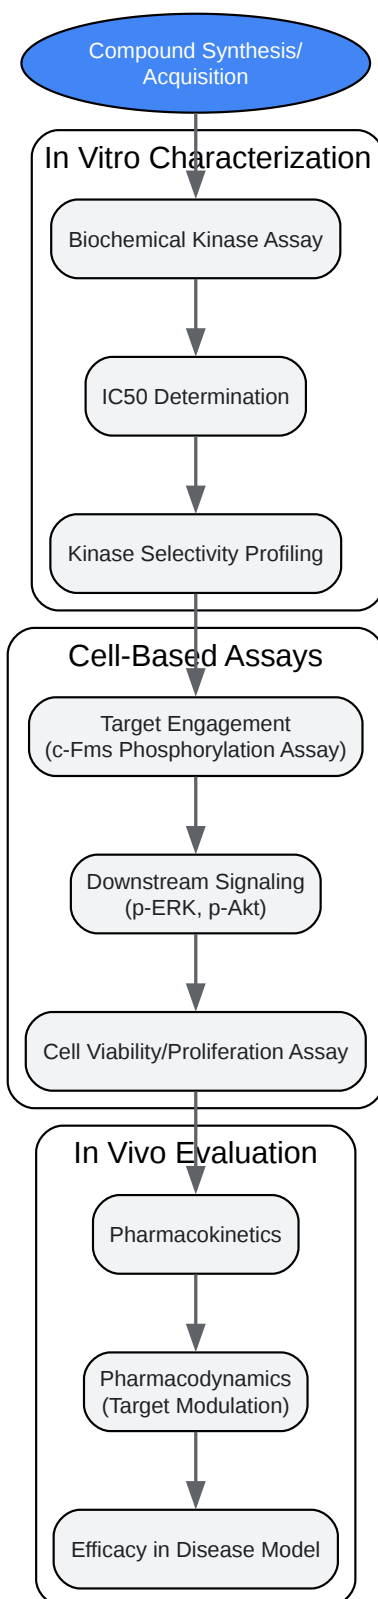 Compound Synthesis/
Acquisition
In Vitro Characterization
Biochemical Kinase Assay
IC50 Determination
Kinase Selectivity Profiling
Cell-Based Assays
Target Engagement
(c-Fms Phosphorylation Assay)
Downstream Signaling
(p-ERK, p-Akt)
Cell Viability/Proliferation Assay
In Vivo Evaluation
Pharmacokinetics
Pharmacodynamics
(Target Modulation)
Efficacy in Disease Model